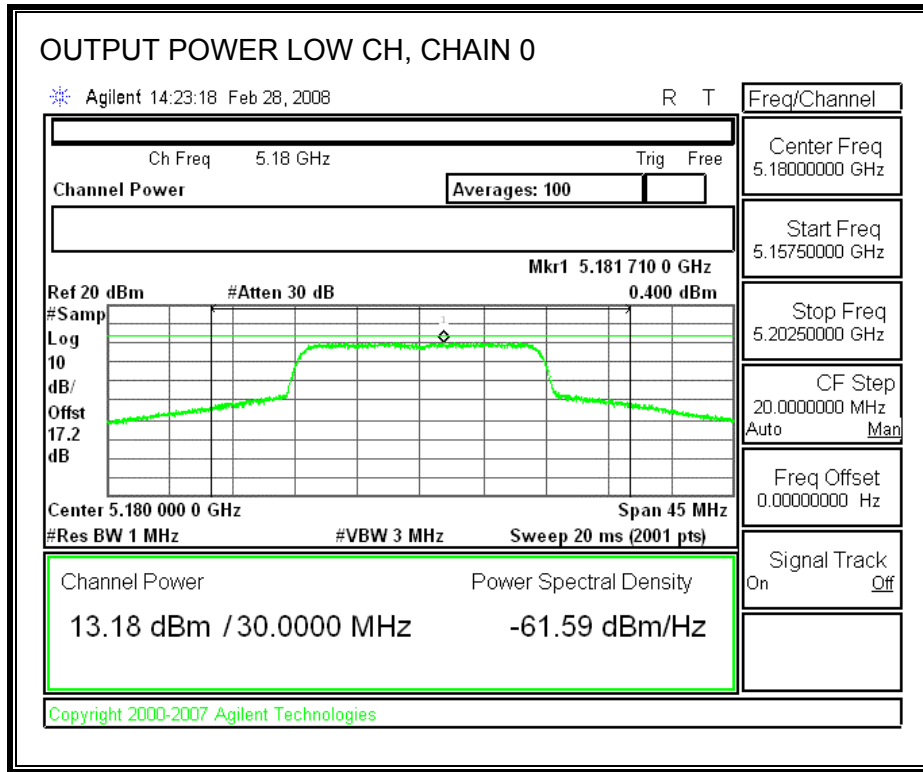 OUTPUT POWER LOW CH, CHAIN 0
Agilent 14:23:18 Feb 28, 2008 R T
Freq/Channel
Ch Freq 5.18 GHz Trig Free
Channel Power Averages: 100
Mkr1 5.181 710 0 GHz
Ref 20 dBm #Atten 30 dB 0.400 dBm
#Samp
Log
10
dB/
Offst
17.2
dB
1
Center 5.180 000 0 GHz Span 45 MHz
#Res BW 1 MHz #VBW 3 MHz Sweep 20 ms (2001 pts)
Channel Power Power Spectral Density
13.18 dBm / 30.0000 MHz -61.59 dBm/Hz
Copyright 2000-2007 Agilent Technologies
Center Freq
5.18000000 GHz
Start Freq
5.15750000 GHz
Stop Freq
5.20250000 GHz
CF Step
20.0000000 MHz
Auto Man
Freq Offset
0.00000000 Hz
Signal Track
On Off